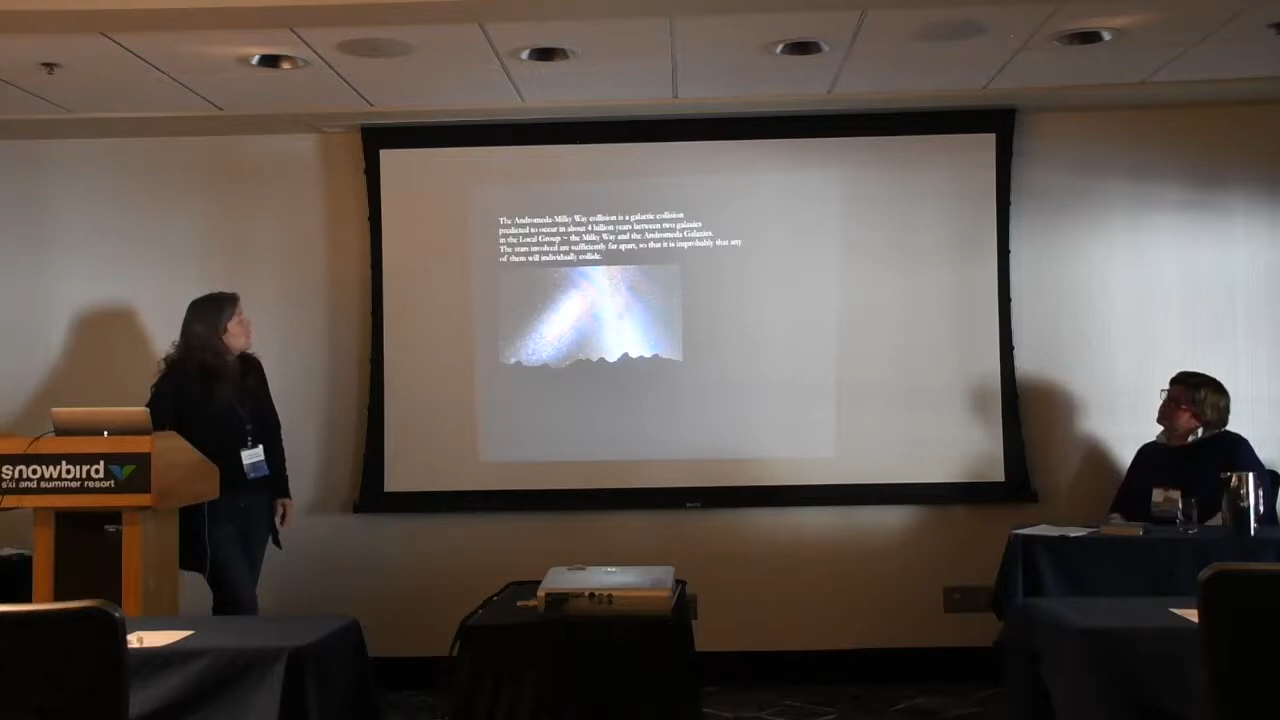 The Andromeda-Milky Way collision is a galactic collision
predicted to occur in about 4 billion years between two galaxies
in the Local Group ~ the Milky Way and the Andromeda Galaxies.
The stars involved are sufficiently far apart, so that it is improbably that any
of them will individually collide.
snowbird
ski and summer resort